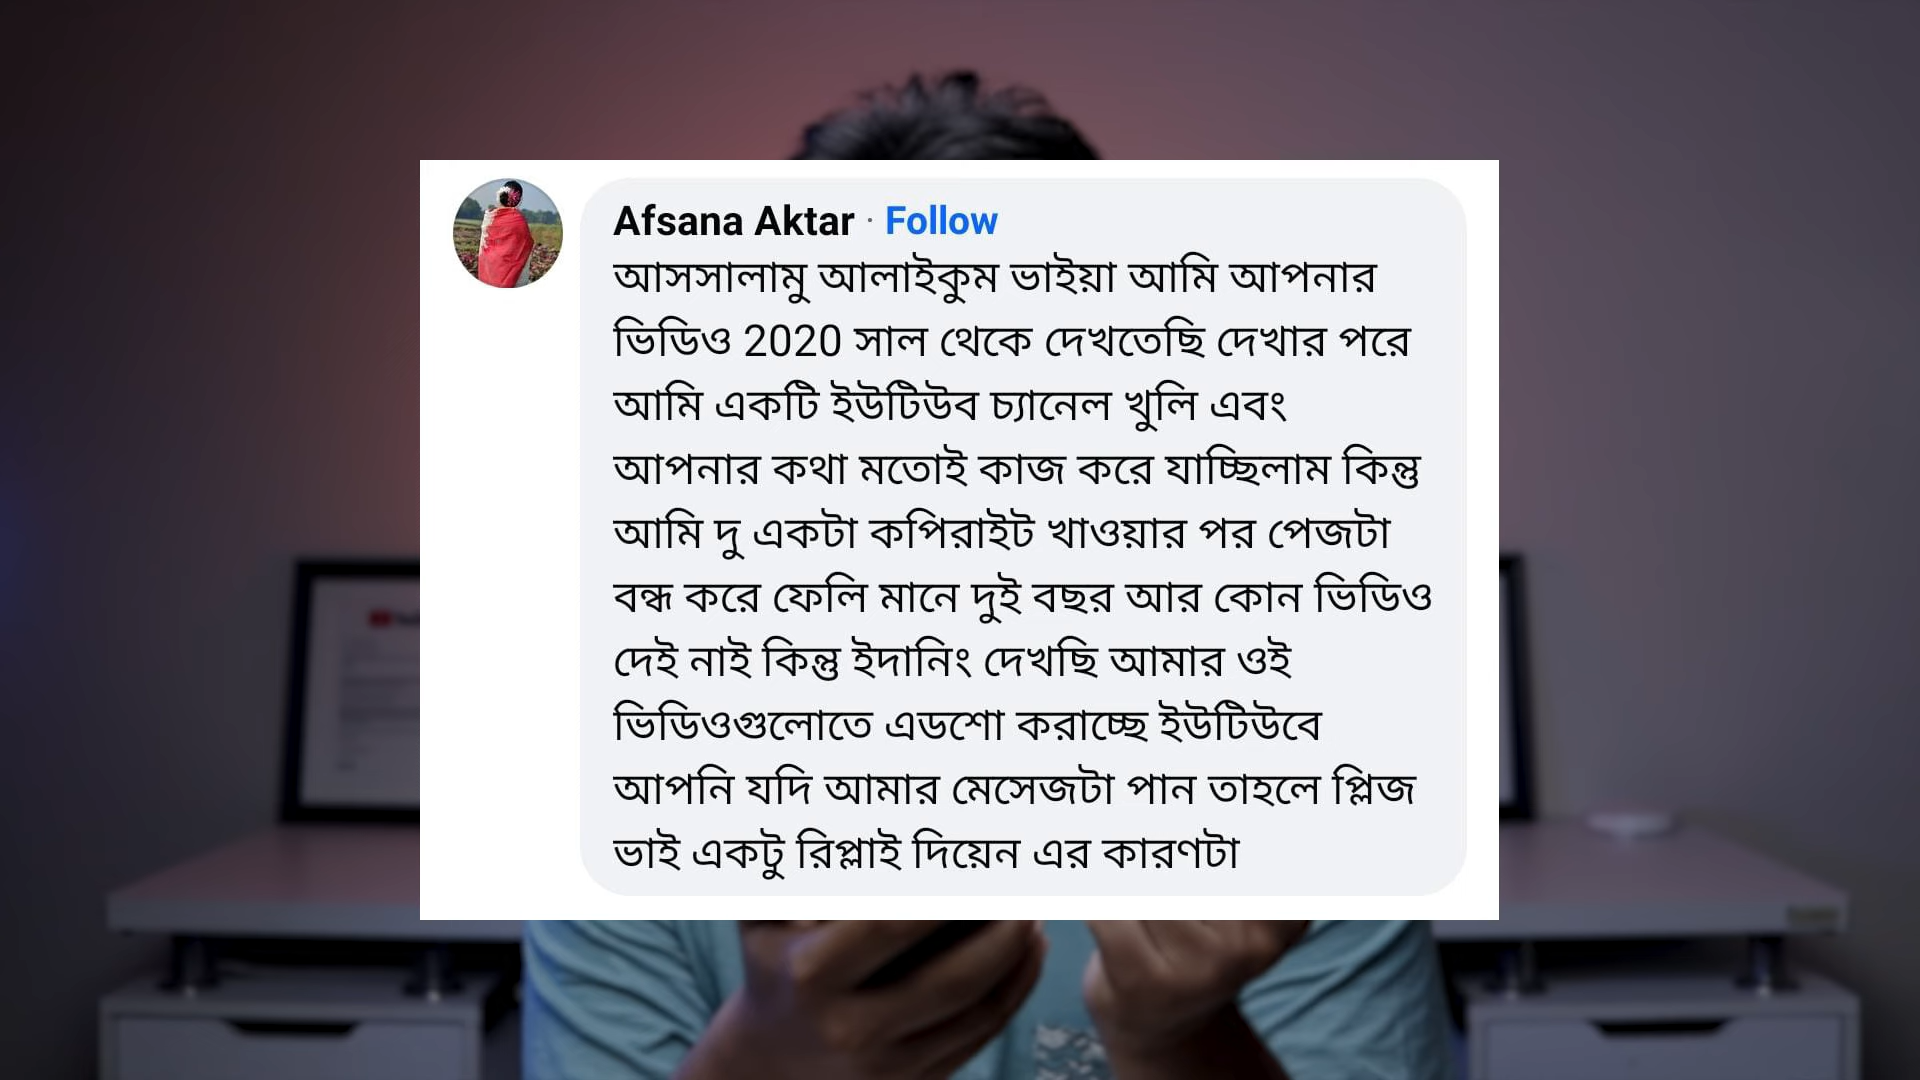 Afsana Aktar · Follow
আসসালামু আলাইকুম ভাইয়া আমি আপনার
ভিডিও 2020 সাল থেকে দেখতেছি দেখার পরে
আমি একটি ইউটিউব চ্যানেল খুলি এবং
আপনার কথা মতোই কাজ করে যাচ্ছিলাম কিন্তু
আমি দু একটা কপিরাইট খাওয়ার পর পেজটা
বন্ধ করে ফেলি মানে দুই বছর আর কোন ভিডিও
দেই নাই কিন্তু ইদানিং দেখছি আমার ওই
ভিডিওগুলোতে এডশো করাচ্ছে ইউটিউবে
আপনি যদি আমার মেসেজটা পান তাহলে প্লিজ
ভাই একটু রিপ্লাই দিয়েন এর কারণটা